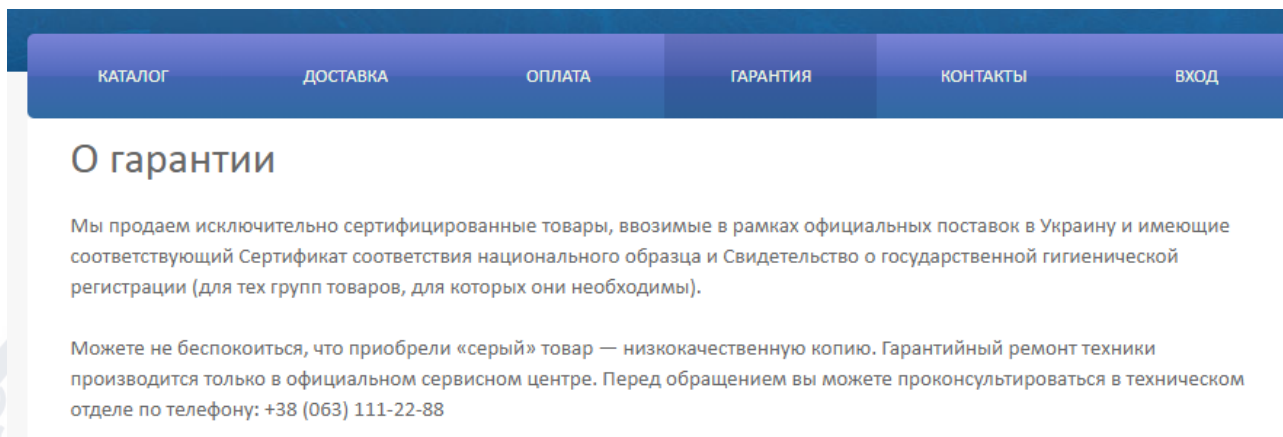 КАТАЛОГ ДОСТАВКА ОПЛАТА ГАРАНТИЯ КОНТАКТЫ ВХОД
О гарантии
Мы продаем исключительно сертифицированные товары, ввозимые в рамках официальных поставок в Украину и имеющие
соответствующий Сертификат соответствия национального образца и Свидетельство о государственной гигиенической
регистрации (для тех групп товаров, для которых они необходимы).
Можете не беспокоиться, что приобрели «серый» товар — низкокачественную копию. Гарантийный ремонт техники
производится только в официальном сервисном центре. Перед обращением вы можете проконсультироваться в техническом
отделе по телефону: +38 (063) 111-22-88